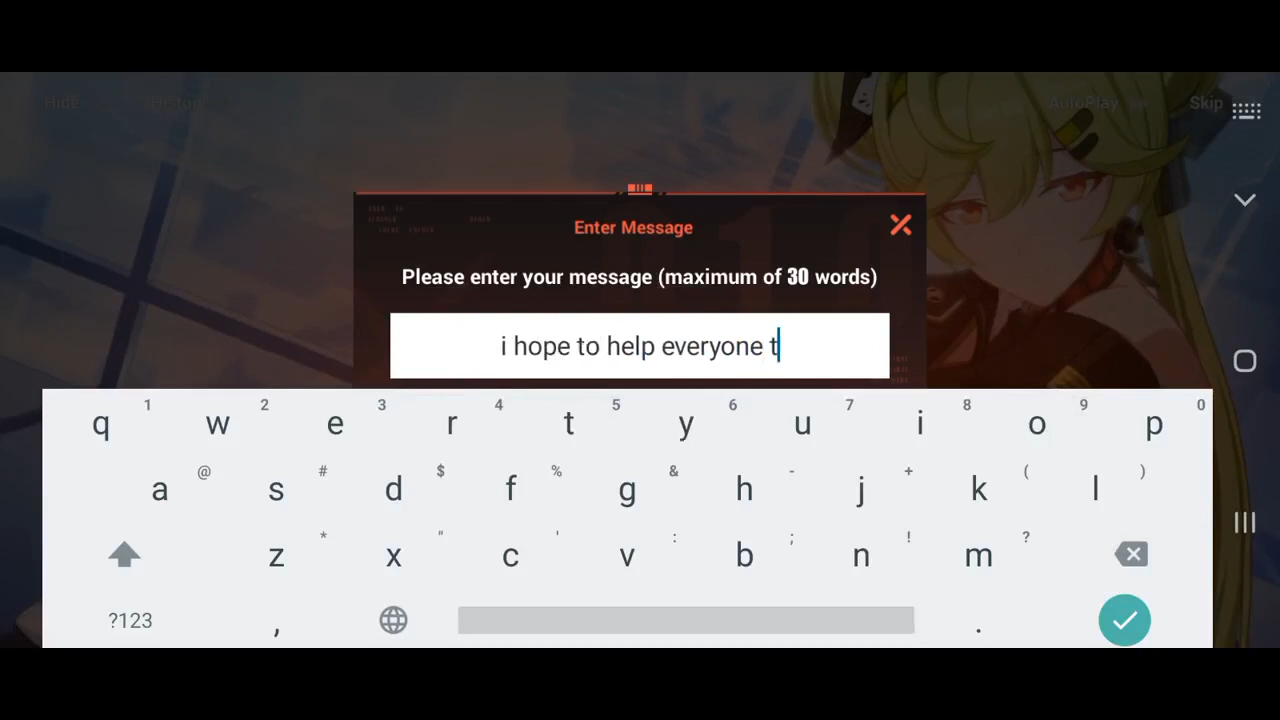 Hide
AutoPlay
Skip
Enter Message
Please enter your message (maximum of 30 words)
i hope to help everyone t
1 2 3 4 5 6 7 8 9 0
q w e r t y u i o p
@ # $ % & - + ( )
a s d f g h j k l
* " ' : ; ! ?
z x c v b n m
?123 , .